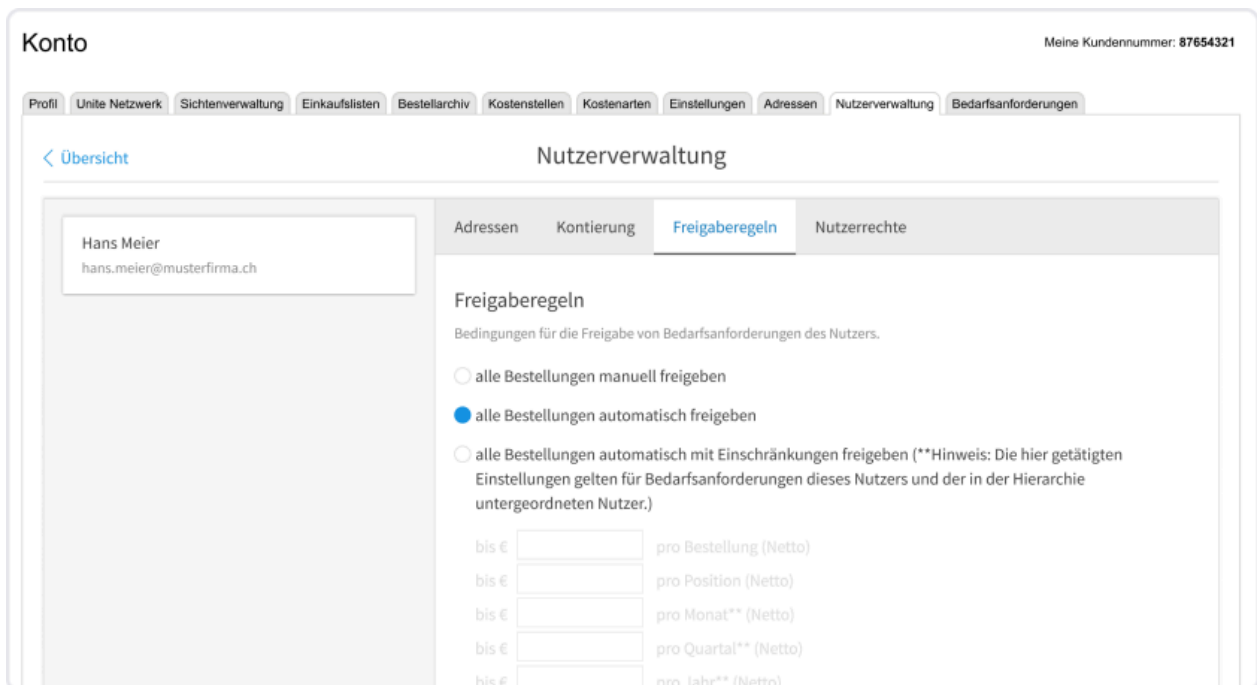 Konto
Meine Kundennummer: 87654321
Profil Unite Netzwerk Sichtenverwaltung Einkaufslisten Bestellarchiv Kostenstellen Kostenarten Einstellungen Adressen Nutzerverwaltung Bedarfsanforderungen
< Übersicht
Nutzerverwaltung
Hans Meier
hans.meier@musterfirma.ch
Adressen Kontierung Freigaberegeln Nutzerrechte
Freigaberegeln
Bedingungen für die Freigabe von Bedarfsanforderungen des Nutzers.
alle Bestellungen manuell freigeben
alle Bestellungen automatisch freigeben
alle Bestellungen automatisch mit Einschränkungen freigeben (**Hinweis: Die hier getätigten
Einstellungen gelten für Bedarfsanforderungen dieses Nutzers und der in der Hierarchie
untergeordneten Nutzer.)
bis € pro Bestellung (Netto)
bis € pro Position (Netto)
bis € pro Monat** (Netto)
bis € pro Quartal** (Netto)
bis € pro Jahr** (Netto)